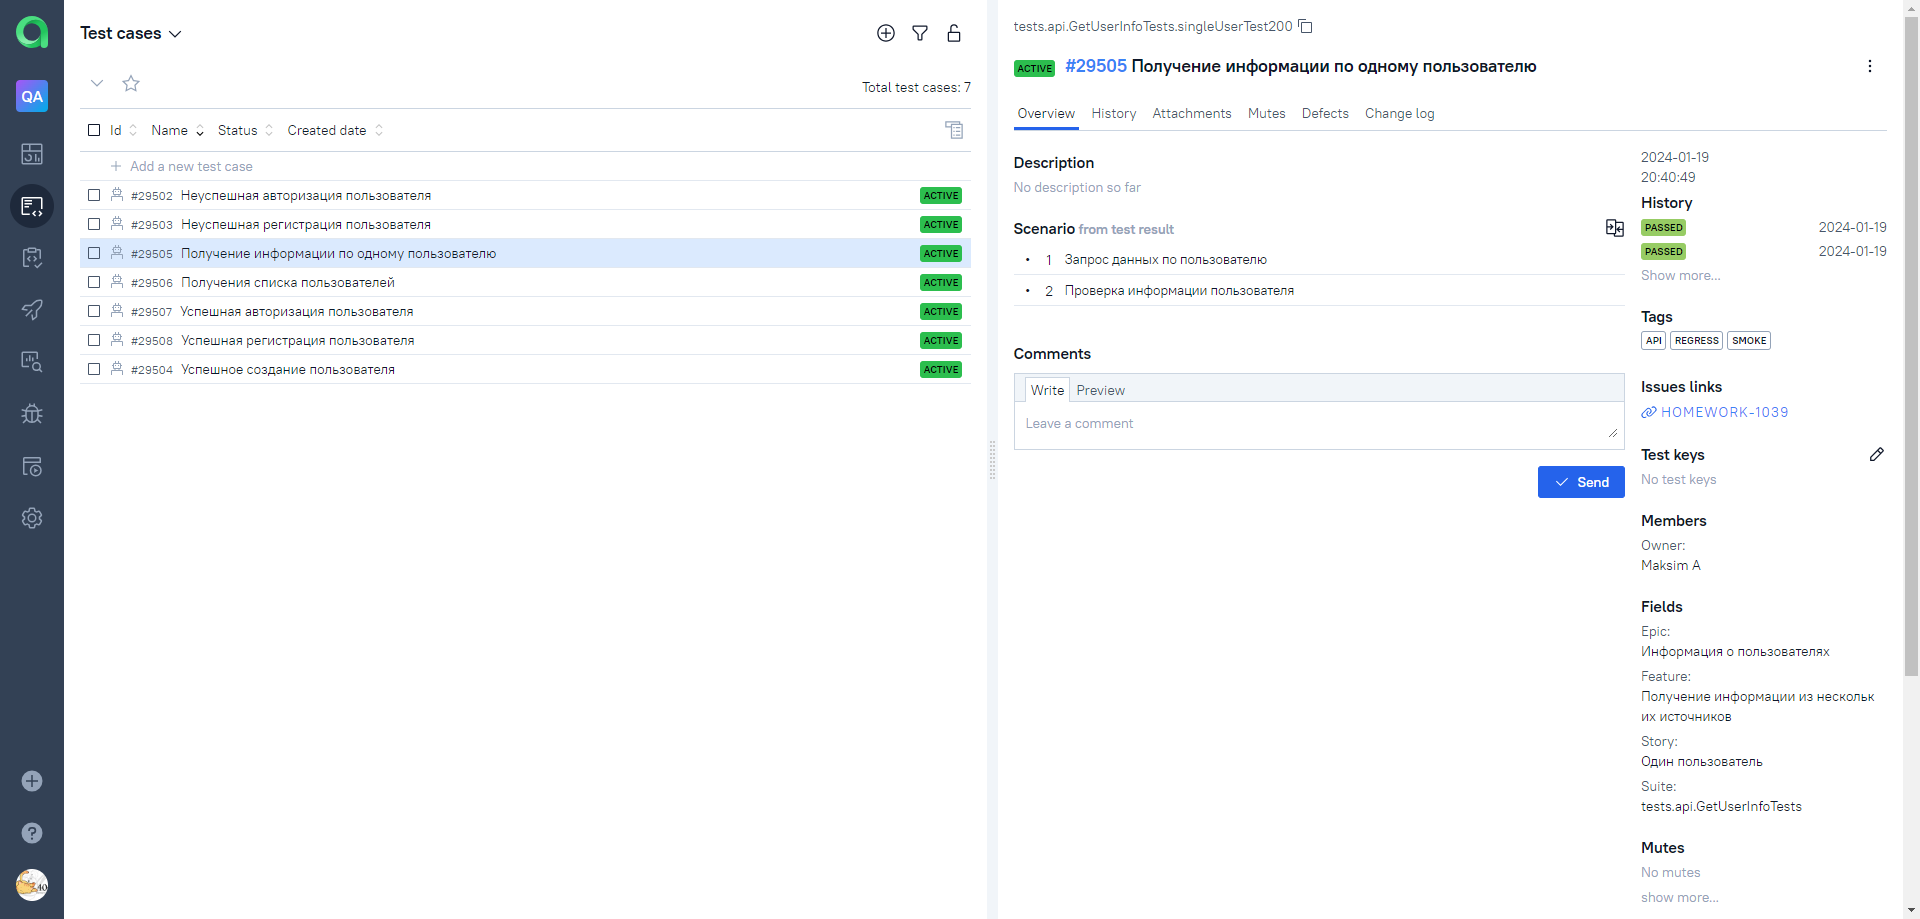 QA
Test cases
Total test cases: 7
Id Name Status Created date
Add a new test case
#29502 Неуспешная авторизация пользователя ACTIVE
#29503 Неуспешная регистрация пользователя ACTIVE
#29505 Получение информации по одному пользователю ACTIVE
#29506 Получения списка пользователей ACTIVE
#29507 Успешная авторизация пользователя ACTIVE
#29508 Успешная регистрация пользователя ACTIVE
#29504 Успешное создание пользователя ACTIVE
tests.api.GetUserInfoTests.singleUserTest200
ACTIVE #29505 Получение информации по одному пользователю
Overview History Attachments Mutes Defects Change log
Description
No description so far
Scenario from test result
• 1 Запрос данных по пользователю
• 2 Проверка информации пользователя
Comments
Write Preview
Leave a comment
Send
2024-01-19
20:40:49
History
PASSED 2024-01-19
PASSED 2024-01-19
Show more...
Tags
API REGRESS SMOKE
Issues links
HOMEWORK-1039
Test keys
No test keys
Members
Owner:
Maksim A
Fields
Epic:
Информация о пользователях
Feature:
Получение информации из нескольк
их источников
Story:
Один пользователь
Suite:
tests.api.GetUserInfoTests
Mutes
No mutes
show more...